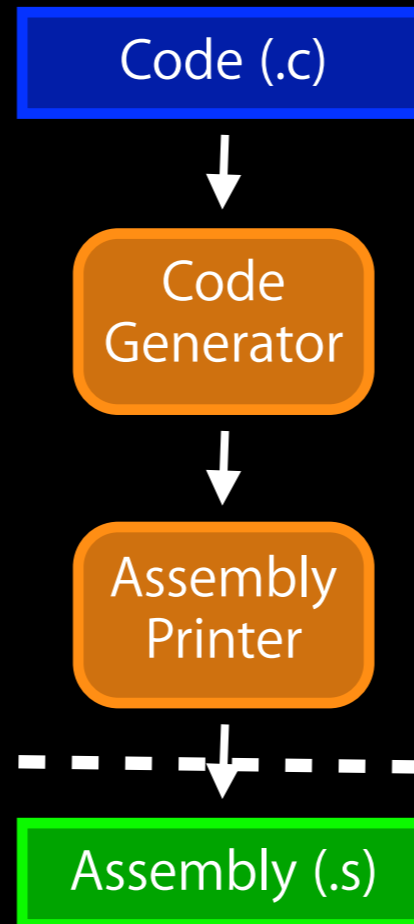 Code (.c)
Code
Generator
Assembly
Printer
Assembly (.s)